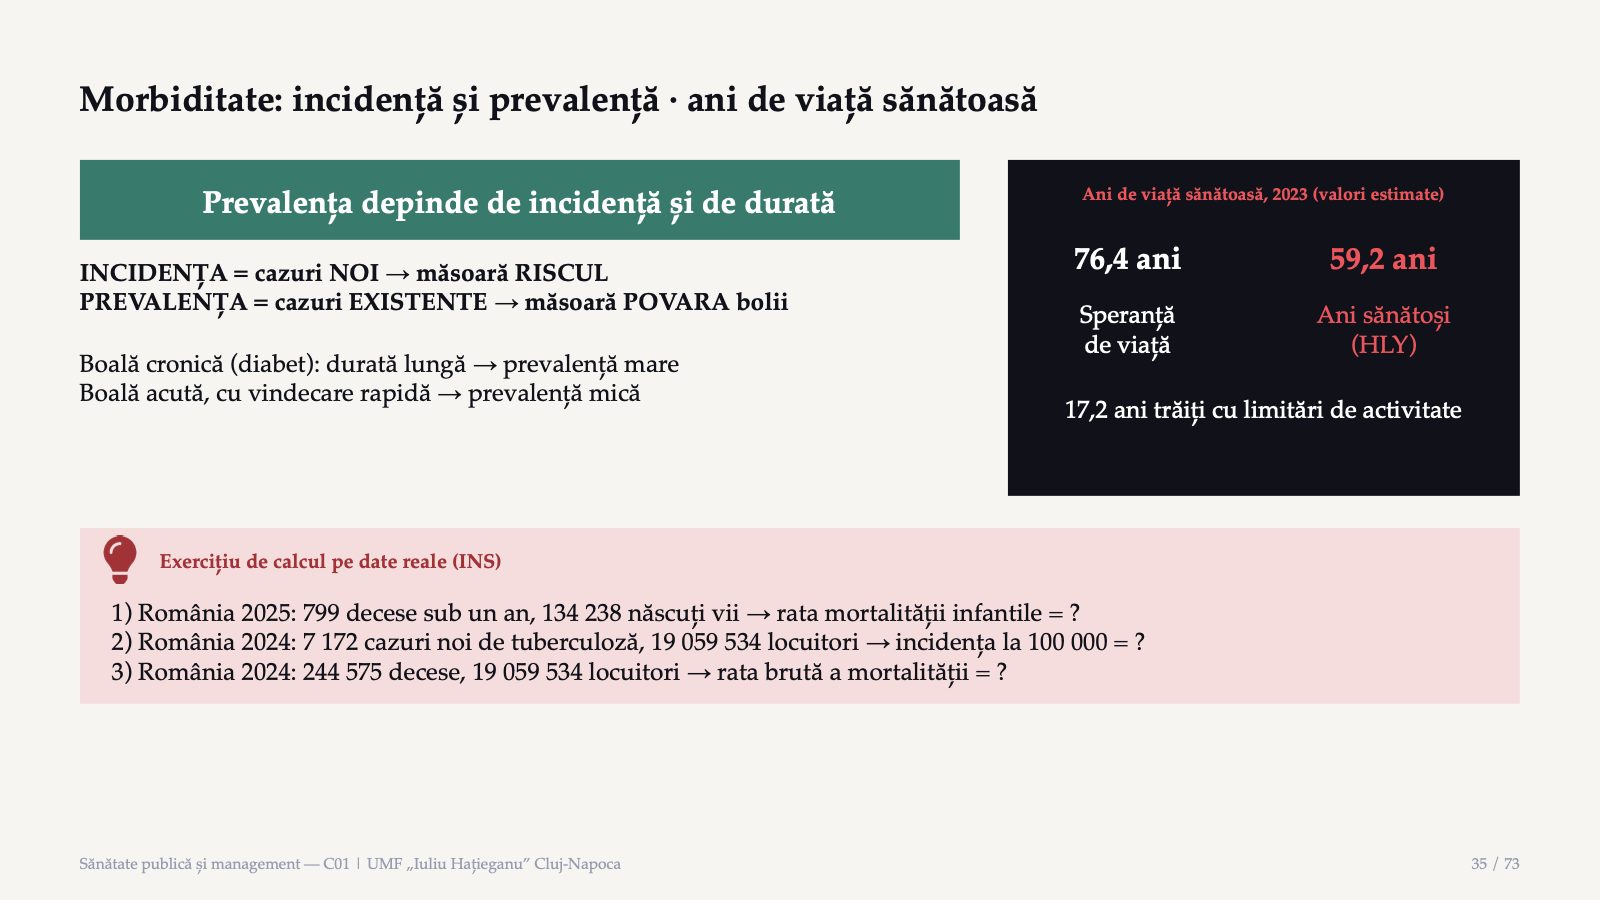 Morbiditate: incidență și prevalență · ani de viață sănătoasă
Prevalența depinde de incidență și de durată
INCIDENȚA = cazuri NOI → măsoară RISCUL
PREVALENȚA = cazuri EXISTENTE → măsoară POVARA bolii
Boală cronică (diabet): durată lungă → prevalență mare
Boală acută, cu vindecare rapidă → prevalență mică
Ani de viață sănătoasă, 2023 (valori estimate)
76,4 ani
Speranță
de viață
59,2 ani
Ani sănătoși
(HLY)
17,2 ani trăiți cu limitări de activitate
Exercițiu de calcul pe date reale (INS)
1) România 2025: 799 decese sub un an, 134 238 născuți vii → rata mortalității infantile = ?
2) România 2024: 7 172 cazuri noi de tuberculoză, 19 059 534 locuitori → incidența la 100 000 = ?
3) România 2024: 244 575 decese, 19 059 534 locuitori → rata brută a mortalității = ?
Sănătate publică și management — C01 | UMF „Iuliu Hațieganu” Cluj-Napoca
35 / 73